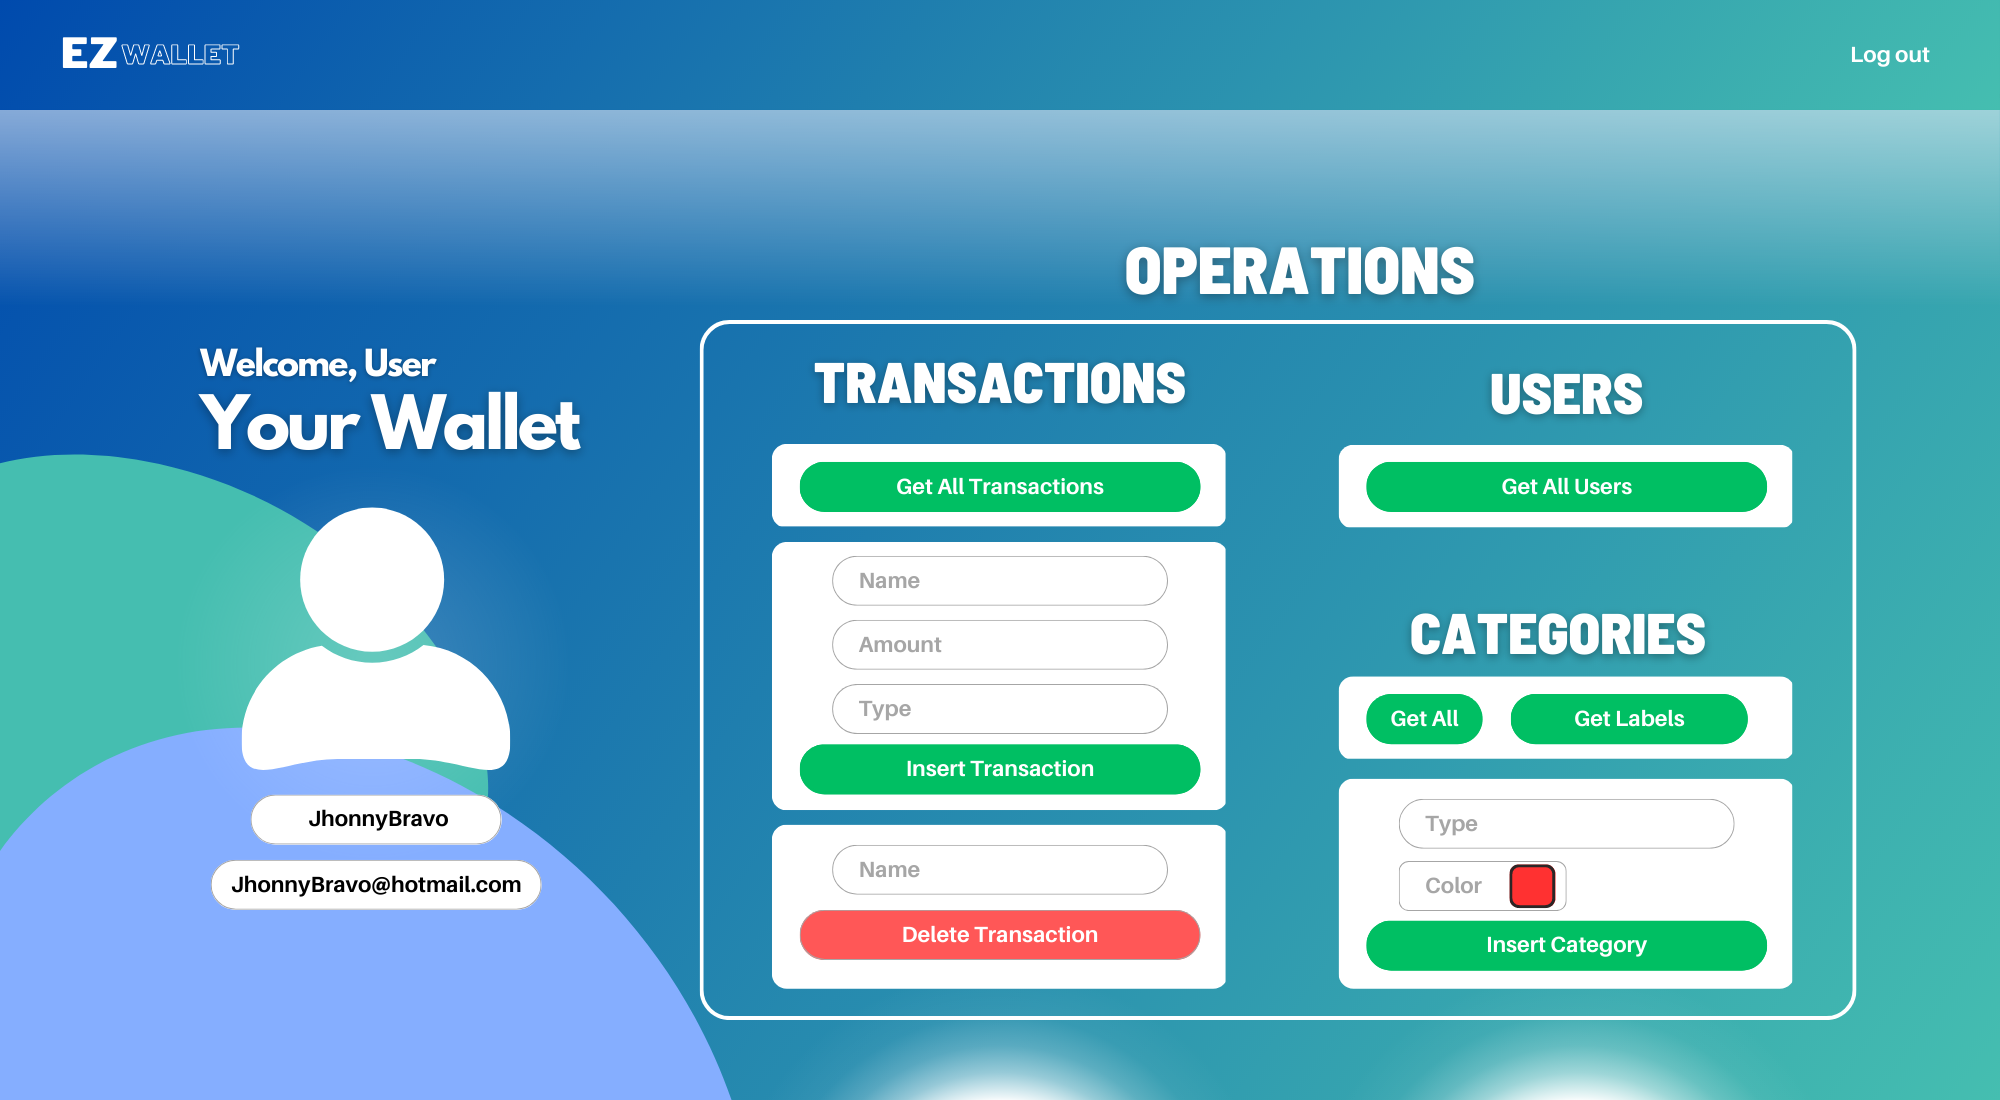 EZ WALLET
Log out
OPERATIONS
Welcome, User
Your Wallet
JhonnyBravo
JhonnyBravo@hotmail.com
TRANSACTIONS
Get All Transactions
Name
Amount
Type
Insert Transaction
Name
Delete Transaction
USERS
Get All Users
CATEGORIES
Get All Get Labels
Type
Color
Insert Category